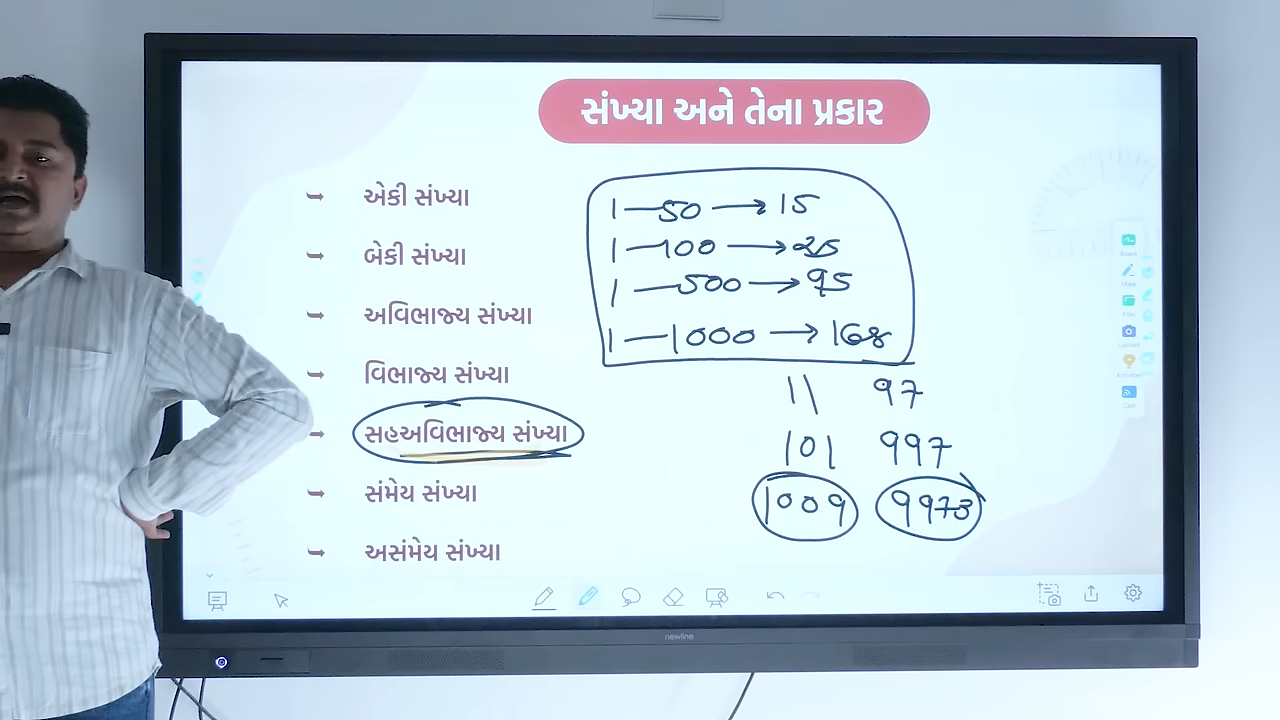 સંખ્યા અને તેના પ્રકાર
એકી સંખ્યા
બેકી સંખ્યા
અવિભાજ્ય સંખ્યા
વિભાજ્ય સંખ્યા
સહઅવિભાજ્ય સંખ્યા
સંમેય સંખ્યા
અસંમેય સંખ્યા
1—50 → 15
1—100 → 25
1—500 → 95
1—1000 → 168
11 97
101 997
1009 9973
newline